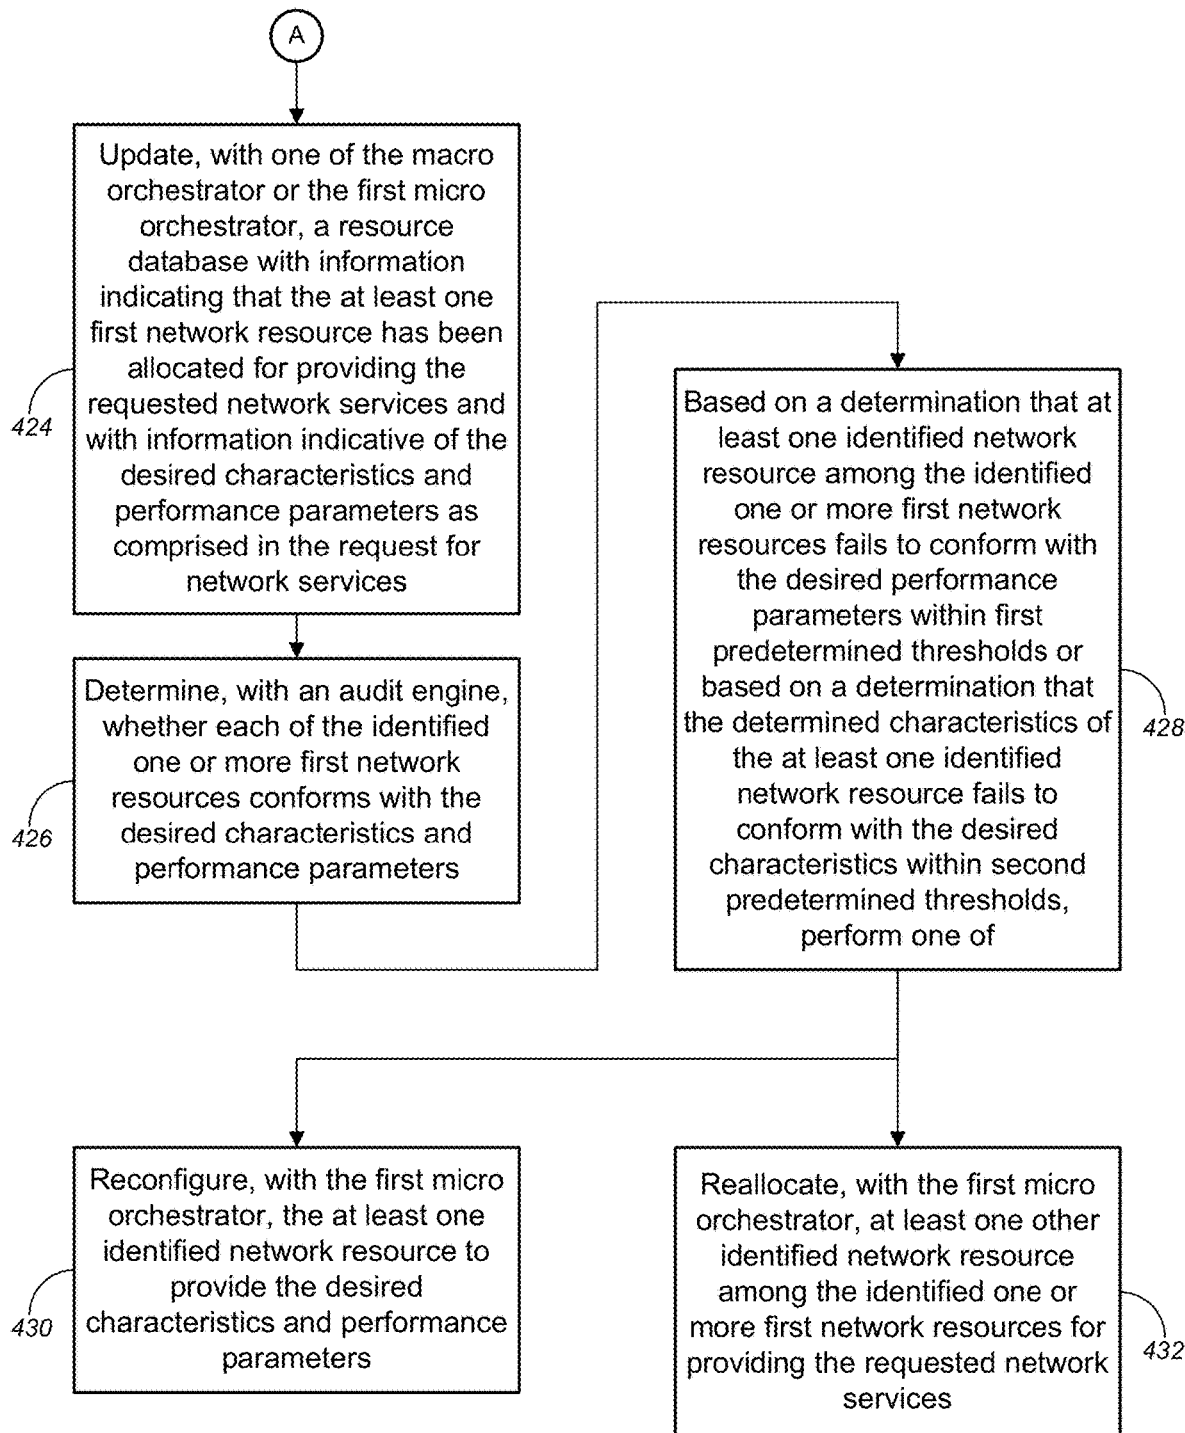 A
Update, with one of the macro
orchestrator or the first micro
orchestrator, a resource
database with information
indicating that the at least one
first network resource has been
allocated for providing the
requested network services and
with information indicative of the
desired characteristics and
performance parameters as
comprised in the request for
network services
424
Determine, with an audit engine,
whether each of the identified
one or more first network
resources conforms with the
desired characteristics and
performance parameters
426
Based on a determination that at
least one identified network
resource among the identified
one or more first network
resources fails to conform with
the desired performance
parameters within first
predetermined thresholds or
based on a determination that
the determined characteristics of
the at least one identified
network resource fails to
conform with the desired
characteristics within second
predetermined thresholds,
perform one of
428
Reconfigure, with the first micro
orchestrator, the at least one
identified network resource to
provide the desired
characteristics and performance
parameters
430
Reallocate, with the first micro
orchestrator, at least one other
identified network resource
among the identified one or
more first network resources for
providing the requested network
services
432